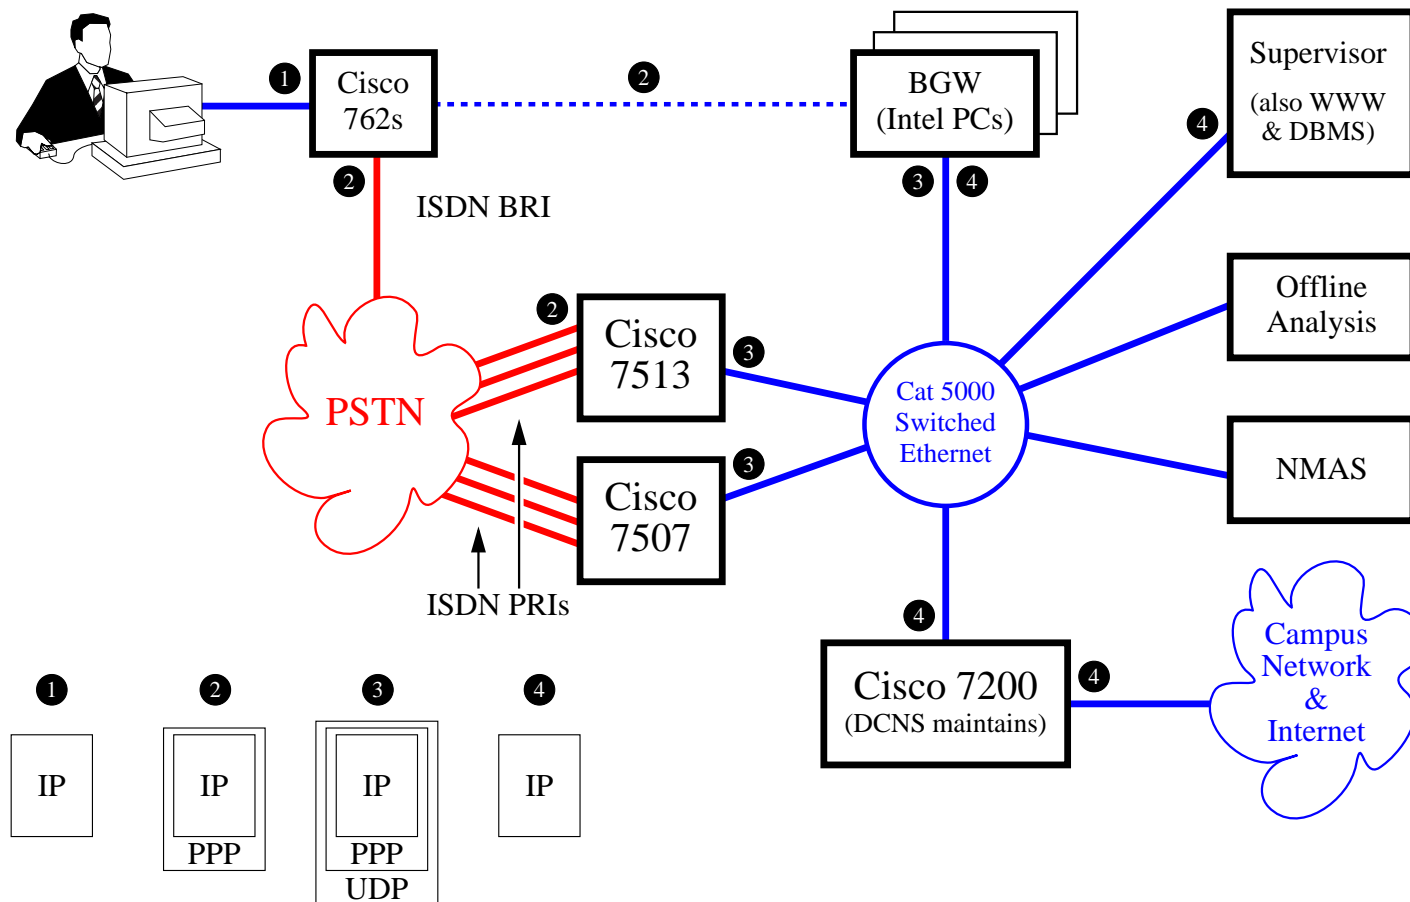 1
Cisco
762s
2
BGW
(Intel PCs)
Supervisor
(also WWW
& DBMS)
4
2
3
4
ISDN BRI
Offline
Analysis
2
Cisco
7513
3
PSTN
Cat 5000
Switched
Ethernet
3
Cisco
7507
NMAS
ISDN PRIs
4
Cisco 7200
(DCNS maintains)
4
Campus
Network
&
Internet
1
2
3
4
IP
IP
IP
IP
PPP
PPP
UDP